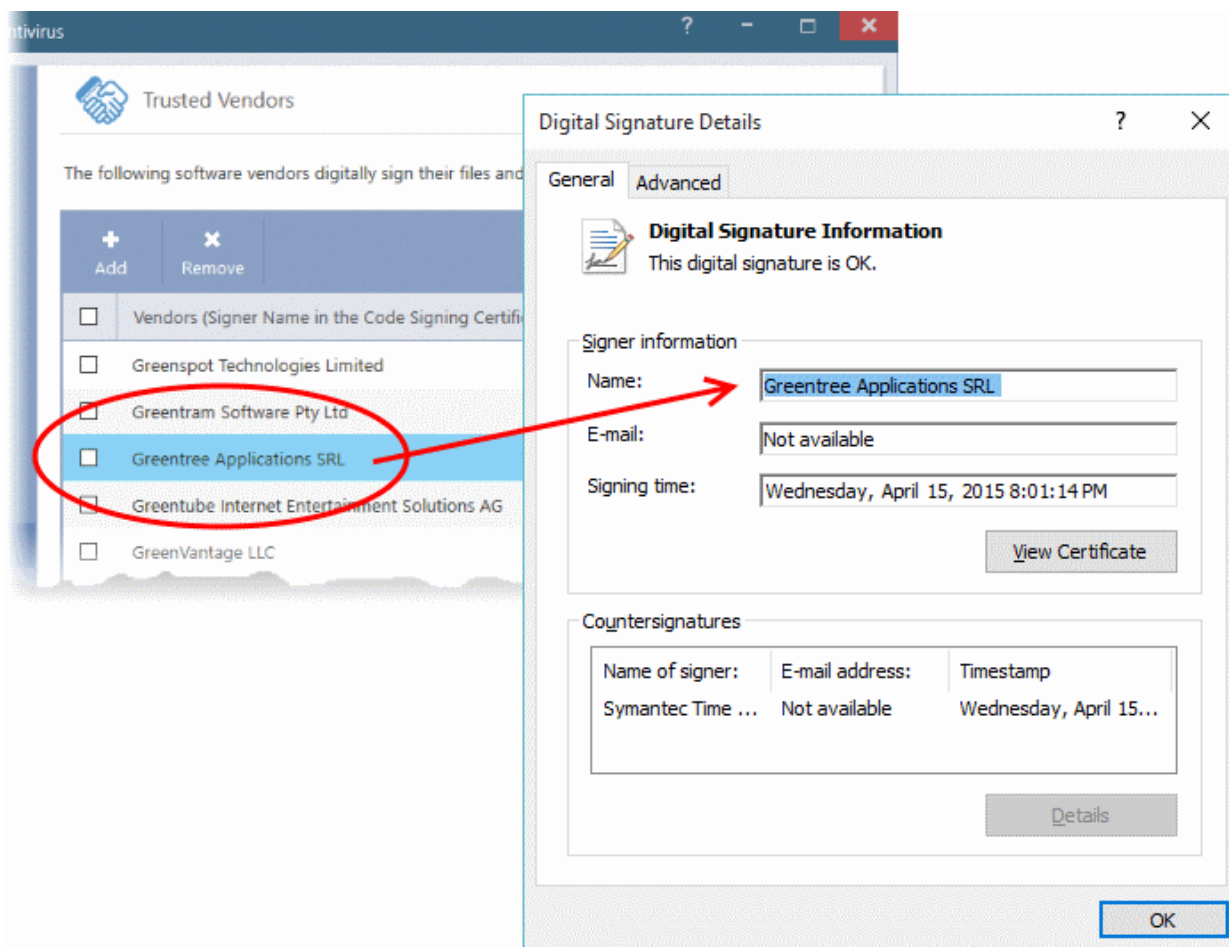 ntivirus
?
Trusted Vendors
The following software vendors digitally sign their files and
Add
Remove
Vendors (Signer Name in the Code Signing Certifi
Greenspot Technologies Limited
Greentram Software Pty Ltd
Greentree Applications SRL
Greentube Internet Entertainment Solutions AG
GreenVantage LLC
Digital Signature Details
?
General
Advanced
Digital Signature Information
This digital signature is OK.
Signer information
Name:
Greentree Applications SRL
E-mail:
Not available
Signing time:
Wednesday, April 15, 2015 8:01:14 PM
View Certificate
Countersignatures
Name of signer: E-mail address: Timestamp
Symantec Time ... Not available Wednesday, April 15...
Details
OK